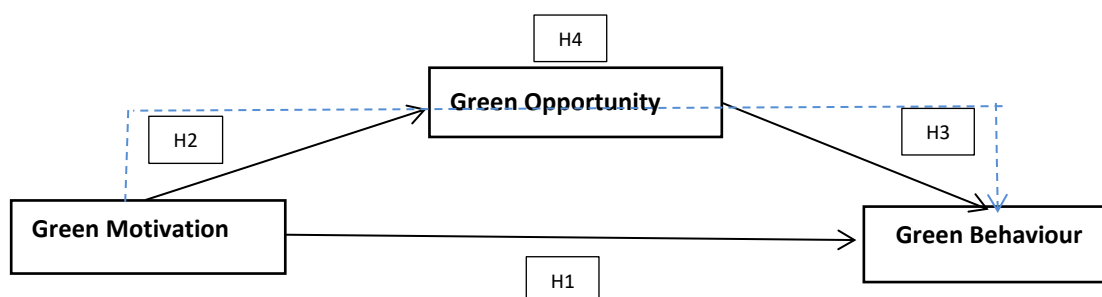 H4
Green Opportunity
H2
H3
Green Motivation
Green Behaviour
H1